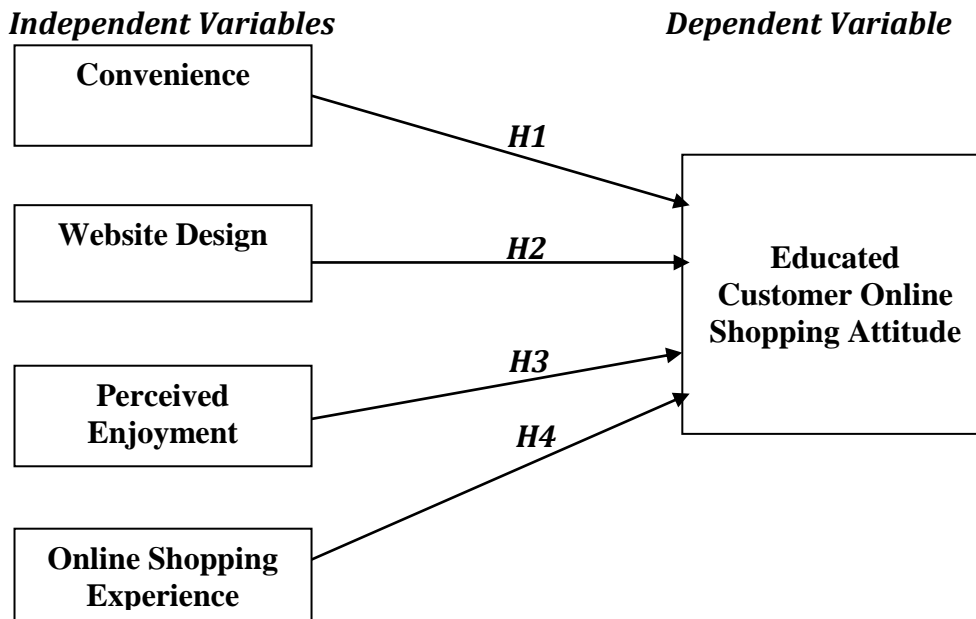 Independent Variables
Dependent Variable
Convenience
H1
Website Design
H2
Educated
Customer Online
Shopping Attitude
Perceived
Enjoyment
H3
H4
Online Shopping
Experience